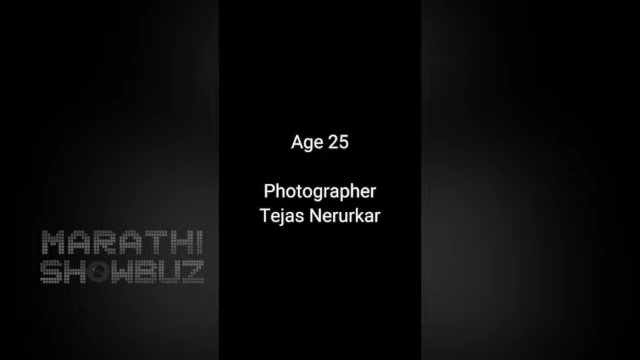 Age 25
Photographer
Tejas Nerurkar
MARATHI
SHOWBUZ